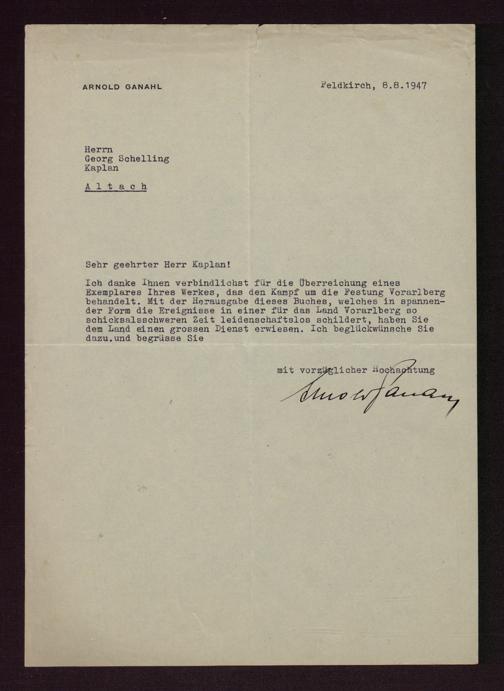 ARNOLD GANAHL
Feldkirch, 8.8.1947
Herrn
Georg Schelling
Kaplan
A l t a c h
Sehr geehrter Herr Kaplan!
Ich danke Ihnen verbindlichst für die Überreichung eines
Exemplares Ihres Werkes, das den Kampf um die Festung Vorarlberg
behandelt. Mit der Herausgabe dieses Buches, welches in spannen-
der Form die Ereignisse in einer für das Land Vorarlberg so
schicksalsschweren Zeit leidenschaftslos schildert, haben Sie
dem Land einen grossen Dienst erwiesen. Ich beglückwünsche Sie
dazu.und begrüsse Sie
mit vorzüglicher Hochachtung
Arnold Ganahl